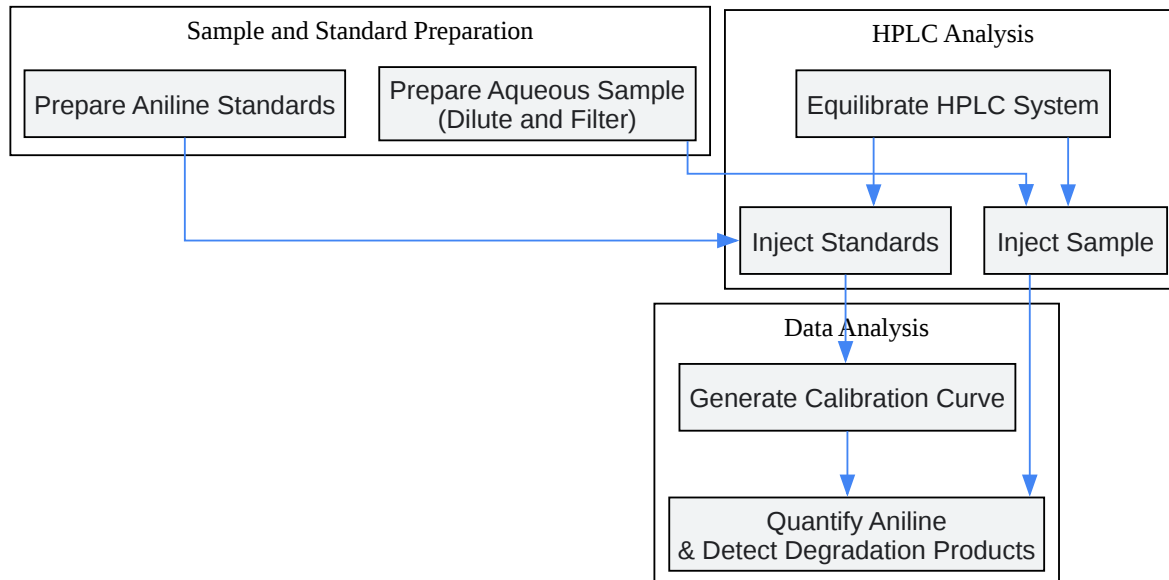 Sample and Standard Preparation
Prepare Aniline Standards
Prepare Aqueous Sample
(Dilute and Filter)
HPLC Analysis
Equilibrate HPLC System
Inject Standards
Inject Sample
Data Analysis
Generate Calibration Curve
Quantify Aniline
& Detect Degradation Products